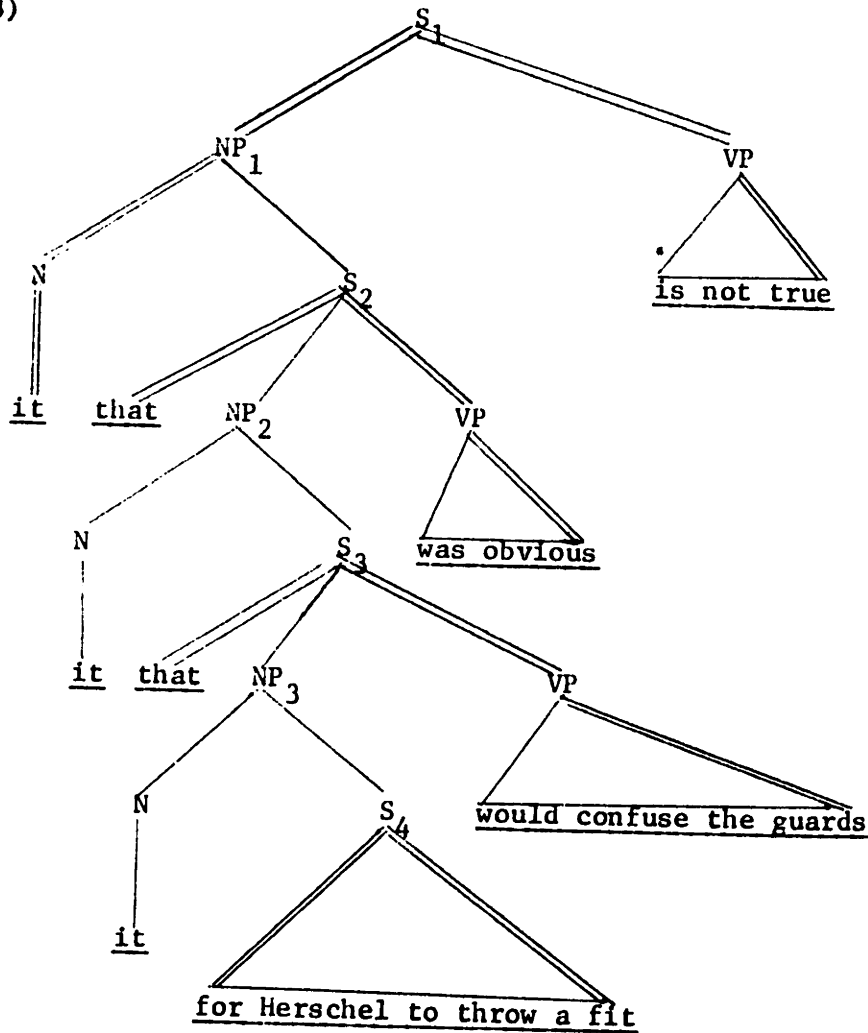 S1
NP1 VP
N S2 is not true
it that NP2 VP
N S3 was obvious
it that NP3 VP
N S4 would confuse the guards
it
for Herschel to throw a fit